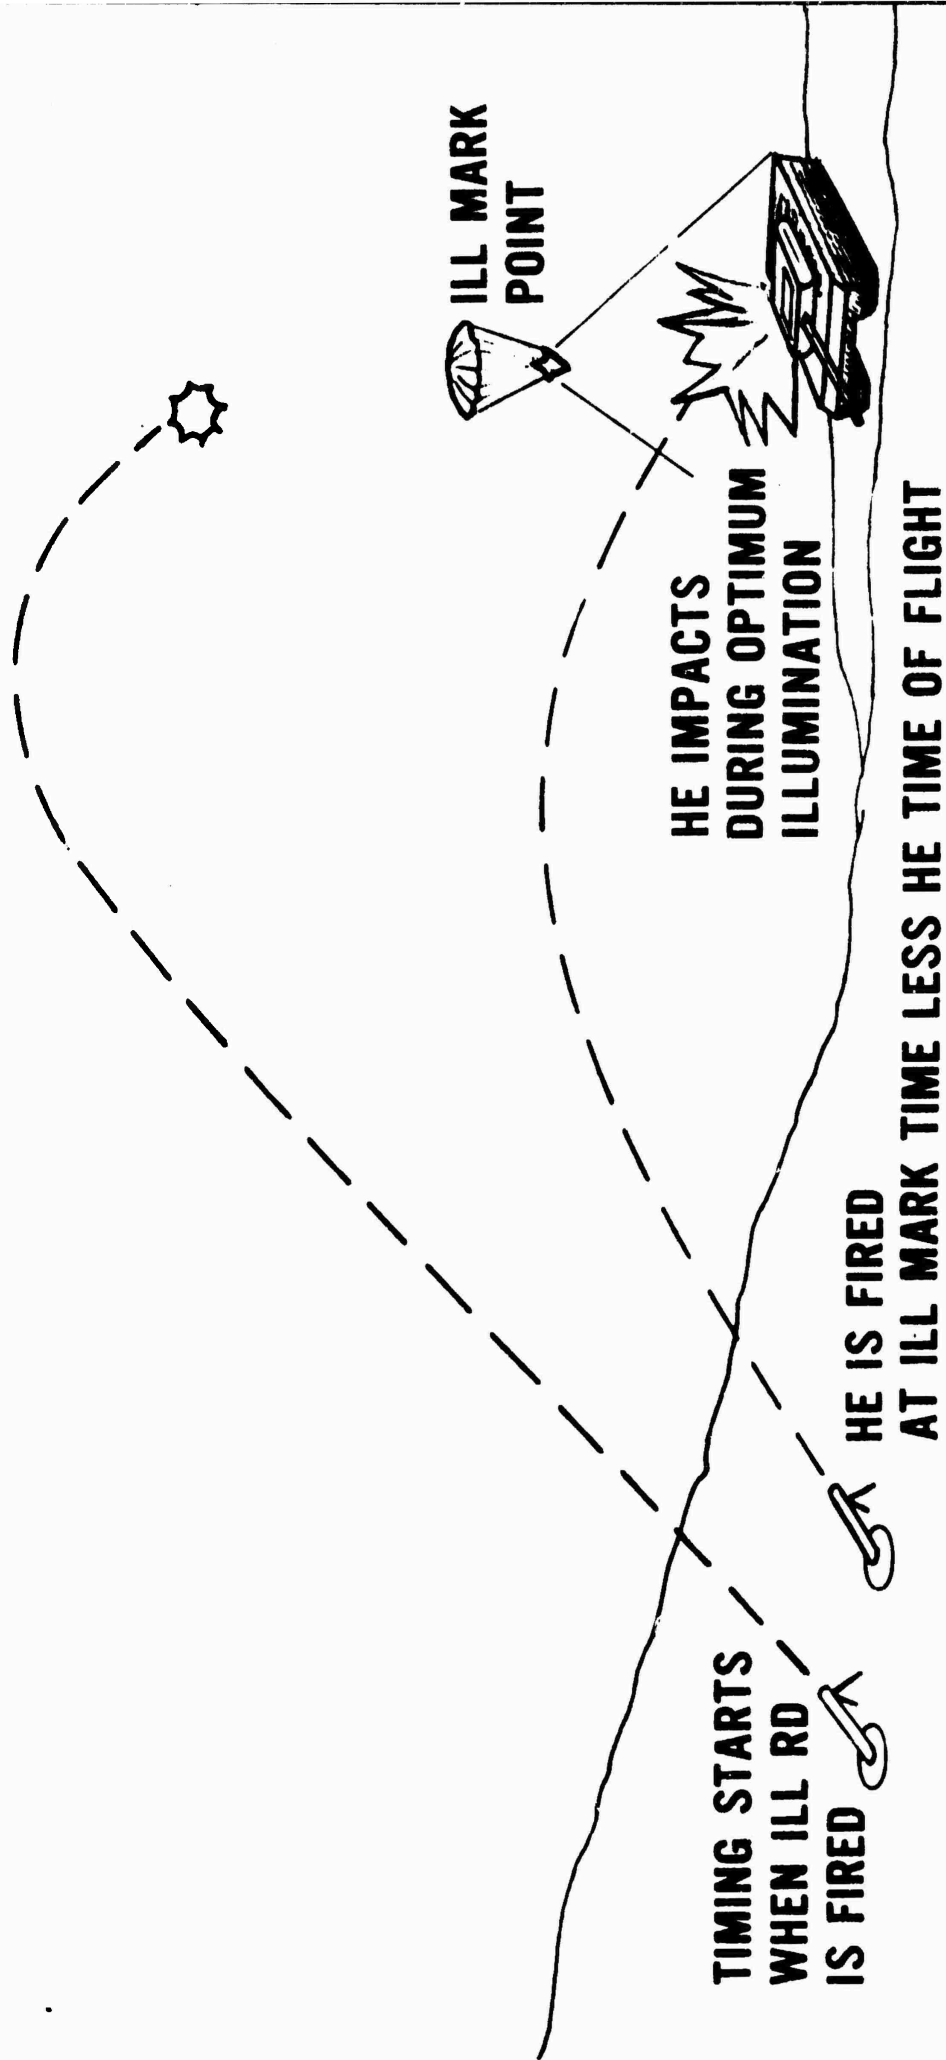 ILL MARK
POINT
HE IMPACTS
DURING OPTIMUM
ILLUMINATION
TIMING STARTS
WHEN ILL RD
IS FIRED
HE IS FIRED
AT ILL MARK TIME LESS HE TIME OF FLIGHT